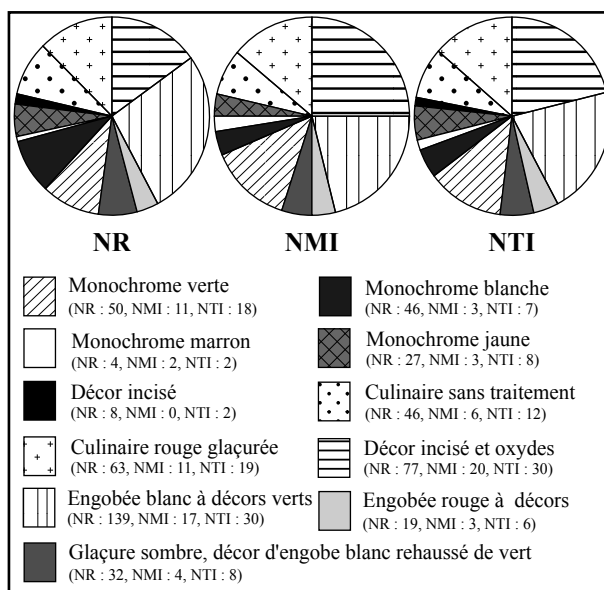 NR NMI NTI
Monochrome verte
(NR : 50, NMI : 11, NTI : 18)
Monochrome blanche
(NR : 46, NMI : 3, NTI : 7)
Monochrome marron
(NR : 4, NMI : 2, NTI : 2)
Monochrome jaune
(NR : 27, NMI : 3, NTI : 8)
Décor incisé
(NR : 8, NMI : 0, NTI : 2)
Culinaire sans traitement
(NR : 46, NMI : 6, NTI : 12)
Culinaire rouge glaçurée
(NR : 63, NMI : 11, NTI : 19)
Décor incisé et oxydes
(NR : 77, NMI : 20, NTI : 30)
Engobée blanc à décors verts
(NR : 139, NMI : 17, NTI : 30)
Engobée rouge à décors
(NR : 19, NMI : 3, NTI : 6)
Glaçure sombre, décor d'engobe blanc rehaussé de vert
(NR : 32, NMI : 4, NTI : 8)